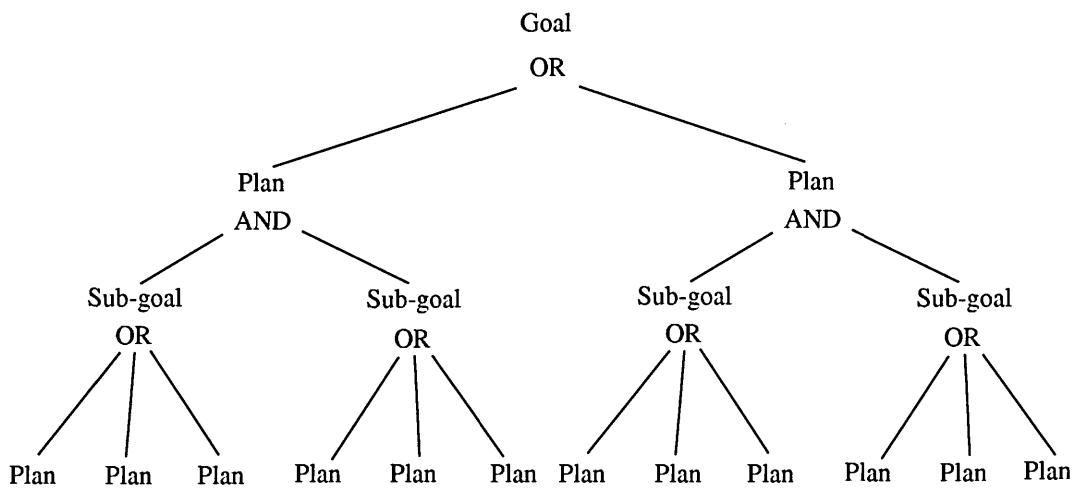 Goal
OR
Plan Plan
AND AND
Sub-goal Sub-goal Sub-goal Sub-goal
OR OR OR OR
Plan Plan Plan Plan Plan Plan Plan Plan Plan Plan Plan Plan